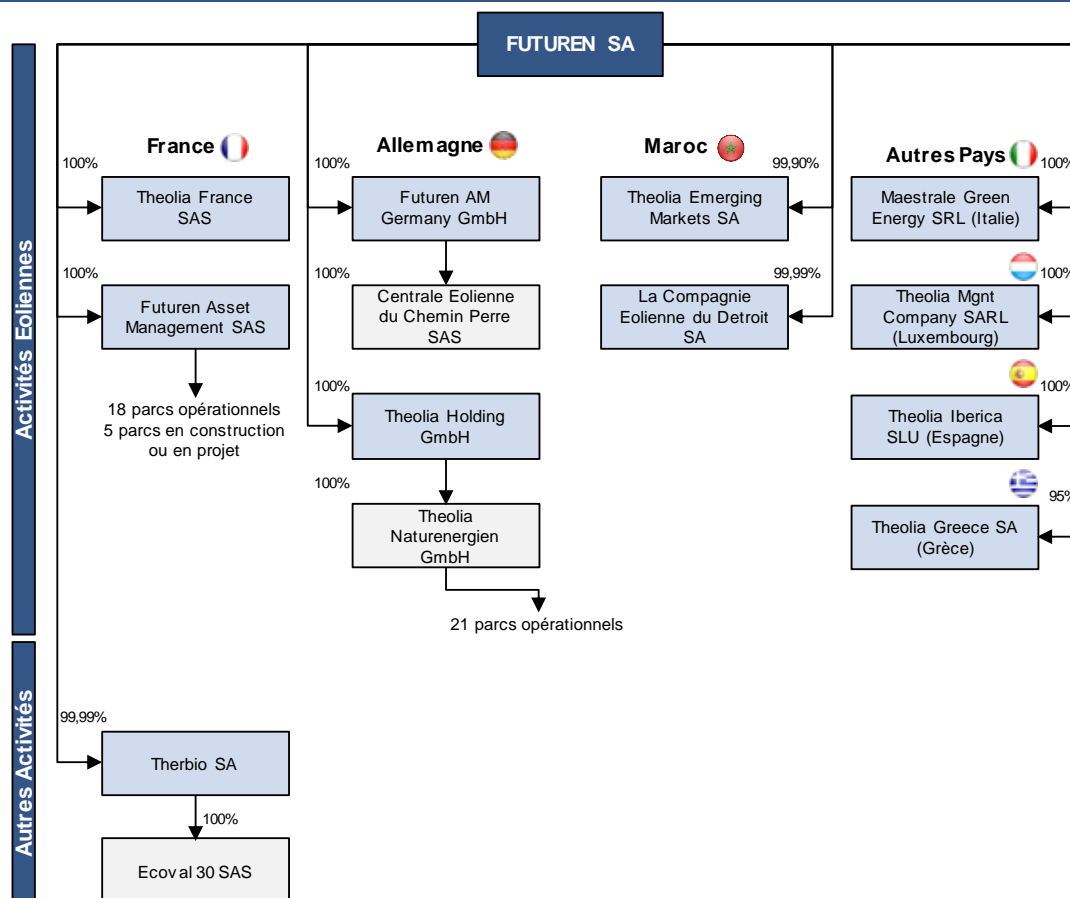 FUTUREN SA
Activités Eoliennes
France
100%
Theolia France
SAS
100%
Futuren Asset
Management SAS
18 parcs opérationnels
5 parcs en construction
ou en projet
Allemagne
100%
Futuren AM
Germany GmbH
100%
Centrale Eolienne
du Chemin Perre
SAS
100%
Theolia Holding
GmbH
100%
Theolia
Naturenergien
GmbH
21 parcs opérationnels
Maroc
99,90%
Theolia Emerging
Markets SA
99,99%
La Compagnie
Eolienne du Detroit
SA
Autres Pays
100%
Maestrale Green
Energy SRL (Italie)
100%
Theolia Mgnt
Company SARL
(Luxembourg)
100%
Theolia Iberica
SLU (Espagne)
95%
Theolia Greece SA
(Grèce)
Autres Activités
99,99%
Therbio SA
100%
Ecoval 30 SAS